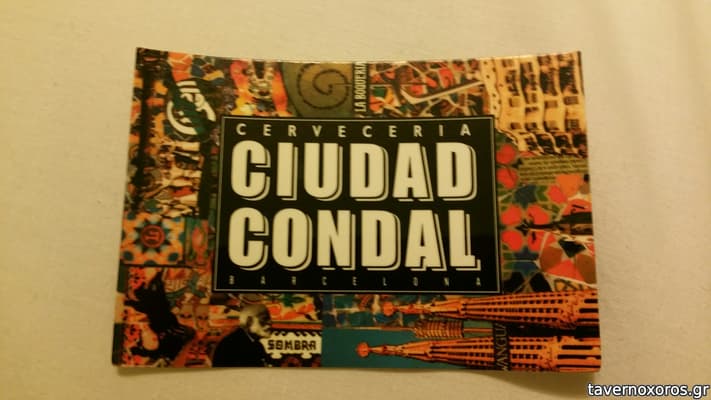 LA BOQUERIA
CERVECERIA
CIUDAD
CONDAL
BARCELONA
SOMBRA
tavernoxoros.gr